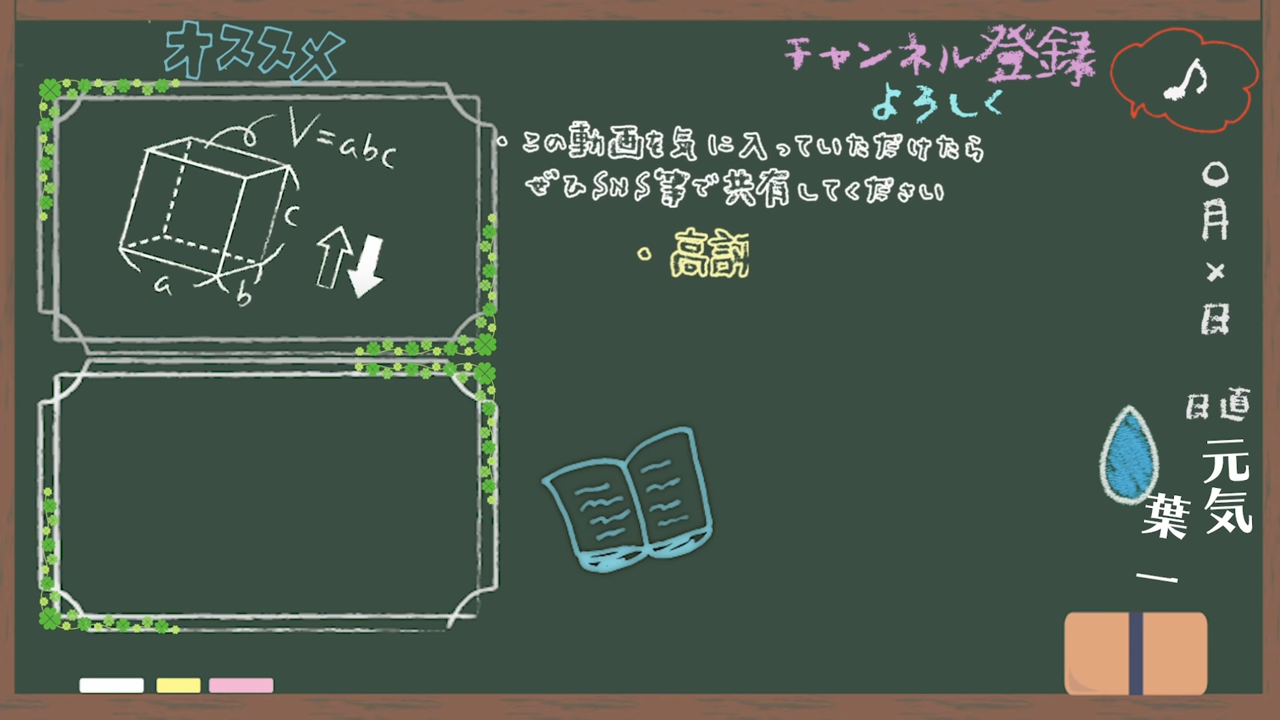 オススメ
V=abc
c
a
b
チャンネル登録
よろしく
・この動画を気に入っていただけたら
ぜひSNS等で共有してください
・高
〇月×日
日直
元気
葉一